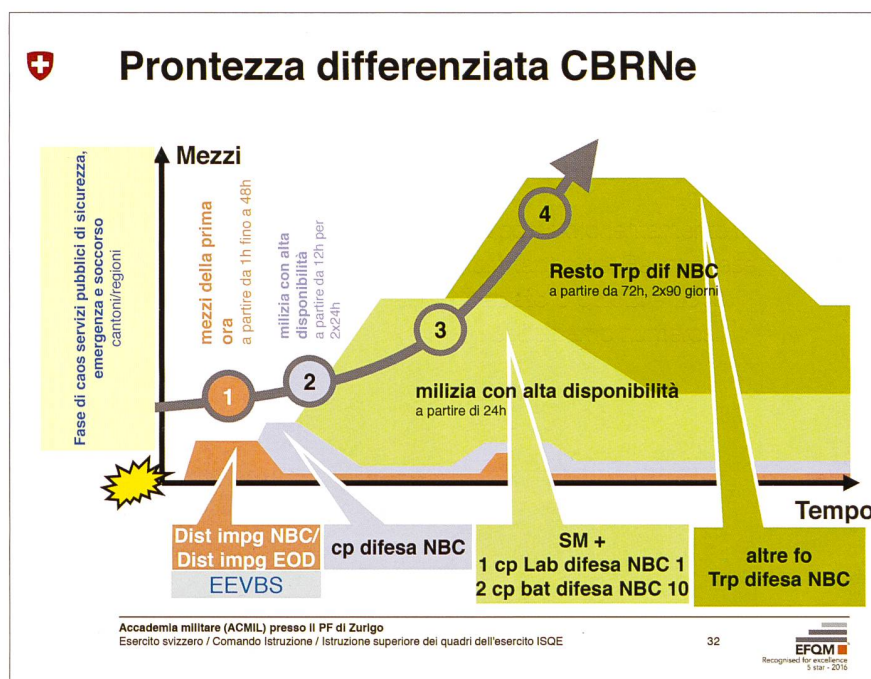 Prontezza differenziata CBRNe
Fase di caos servizi pubblici di sicurezza,
emergenza e soccorso
cantoni/regioni
Mezzi
mezzi della prima
ora
a partire da 1h fino a 48h
milizia con alta
disponibilità
a partire da 12h per
2x24h
1
2
3
4
Resto Trp dif NBC
a partire da 72h, 2x90 giorni
milizia con alta disponibilità
a partire di 24h
Tempo
Dist impg NBC/
Dist impg EOD
EEVBS
cp difesa NBC
SM +
1 cp Lab difesa NBC 1
2 cp bat difesa NBC 10
altre fo
Trp difesa NBC
Accademia militare (ACMIL) presso il PF di Zurigo
Esercito svizzero / Comando Istruzione / Istruzione superiore dei quadri dell'esercito ISQE
32
EFQM
Recognised for excellence
5 star - 2016